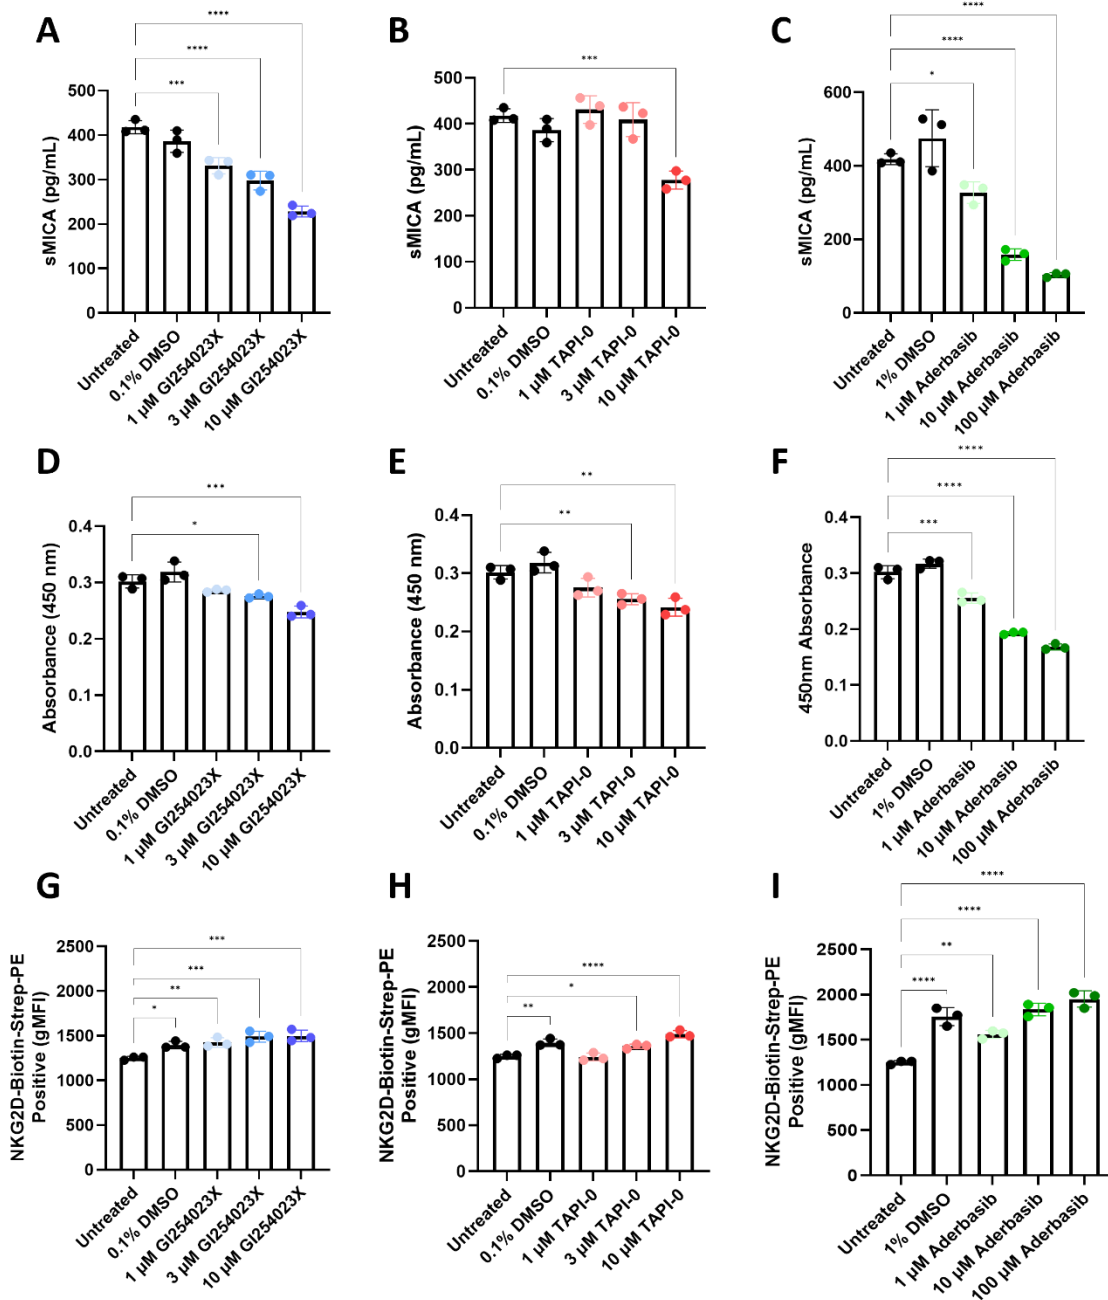 A
****
****
***
sMICA (pg/mL)
500
400
300
200
100
0
Untreated
0.1% DMSO
1 µM GI254023X
3 µM GI254023X
10 µM GI254023X
B
***
sMICA (pg/mL)
500
400
300
200
100
0
Untreated
0.1% DMSO
1 µM TAPI-0
3 µM TAPI-0
10 µM TAPI-0
C
****
****
*
sMICA (pg/mL)
600
400
200
0
Untreated
1% DMSO
1 µM Aderbasib
10 µM Aderbasib
100 µM Aderbasib
D
***
*
Absorbance (450 nm)
0.4
0.3
0.2
0.1
0.0
Untreated
0.1% DMSO
1 µM GI254023X
3 µM GI254023X
10 µM GI254023X
E
**
**
Absorbance (450 nm)
0.4
0.3
0.2
0.1
0.0
Untreated
0.1% DMSO
1 µM TAPI-0
3 µM TAPI-0
10 µM TAPI-0
F
****
****
***
450nm Absorbance
0.4
0.3
0.2
0.1
0.0
Untreated
1% DMSO
1 µM Aderbasib
10 µM Aderbasib
100 µM Aderbasib
G
***
***
**
*
NKG2D-Biotin-Strep-PE
Positive (gMFI)
2500
2000
1500
1000
500
0
Untreated
0.1% DMSO
1 µM GI254023X
3 µM GI254023X
10 µM GI254023X
H
****
*
**
NKG2D-Biotin-Strep-PE
Positive (gMFI)
2500
2000
1500
1000
500
0
Untreated
0.1% DMSO
1 µM TAPI-0
3 µM TAPI-0
10 µM TAPI-0
I
****
****
**
****
NKG2D-Biotin-Strep-PE
Positive (gMFI)
2500
2000
1500
1000
500
0
Untreated
1% DMSO
1 µM Aderbasib
10 µM Aderbasib
100 µM Aderbasib